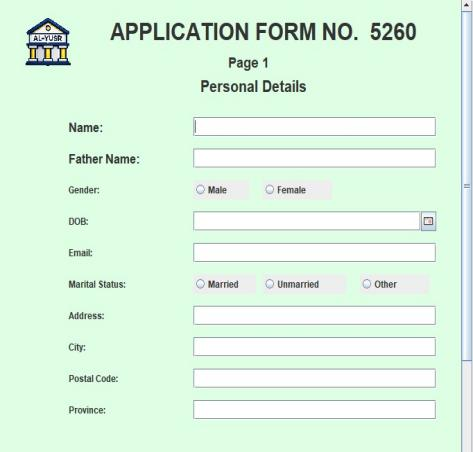 AL-YUSR
APPLICATION FORM NO. 5260
Page 1
Personal Details
Name:
Father Name:
Gender: Male Female
DOB:
Email:
Marital Status: Married Unmarried Other
Address:
City:
Postal Code:
Province: